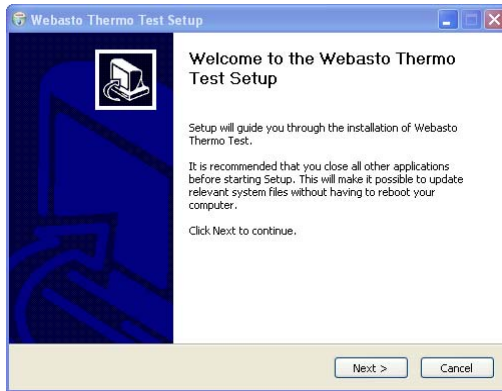 Webasto Thermo Test Setup
Welcome to the Webasto Thermo
Test Setup
Setup will guide you through the installation of Webasto
Thermo Test.
It is recommended that you close all other applications
before starting Setup. This will make it possible to update
relevant system files without having to reboot your
computer.
Click Next to continue.
Next >
Cancel